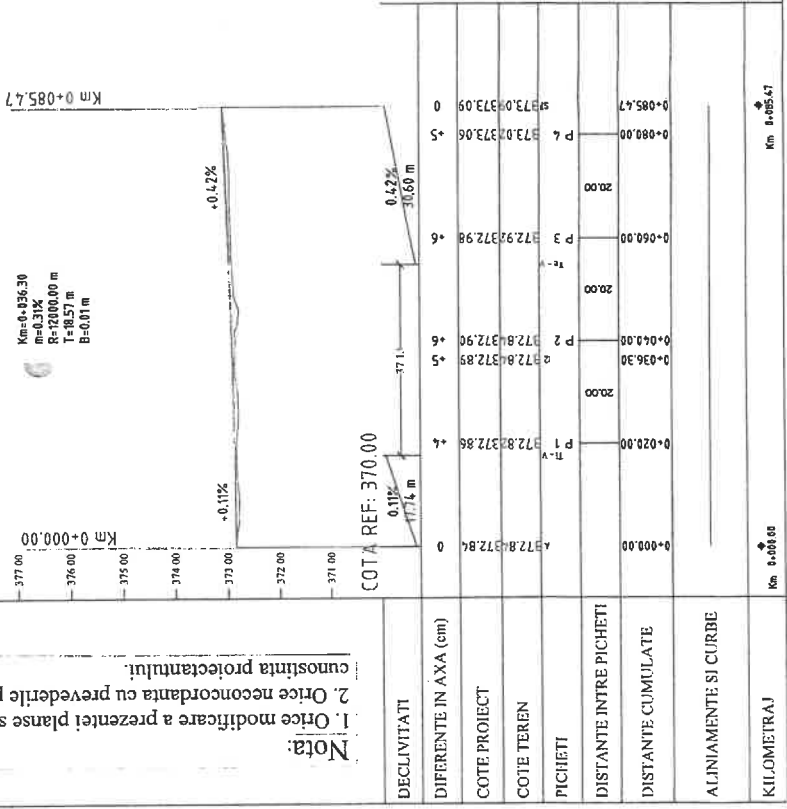 Km 0+000.00
Km 0+085.47
Km=0+036.30
m=0.31%
R=12000.00 m
T=18.57 m
B=0.01 m
377.00
376.00
375.00
374.00
373.00
372.00
371.00
+0.11%
+0.42%
COTA REF: 370.00
Nota:
1. Orice modificare a prezentei planse
2. Orice neconcordanta cu prevederile
cunostinta proiectantului.
DECLIVITATI
0.11%
17.74 m
0.42%
30.60 m
DIFERENTE IN AXA (cm)
0 +4 +5 +6 +6 +5 0
COTE PROIECT
372.84 372.86 372.89 372.90 372.98 373.06 373.09
COTE TEREN
372.84 372.82 372.84 372.84 372.92 373.02 373.09
PICHETI
A Ti-V P 1 P 2 Te-V P 3 P 4
DISTANTE INTRE PICHETI
20.00 20.00 20.00 20.00
DISTANTE CUMULATE
0+000.00 0+020.00 0+036.30 0+040.00 0+060.00 0+080.00 0+085.47
ALINIAMENTE SI CURBE
KILOMETRAJ
Km 0+000.00
Km 0+085.47